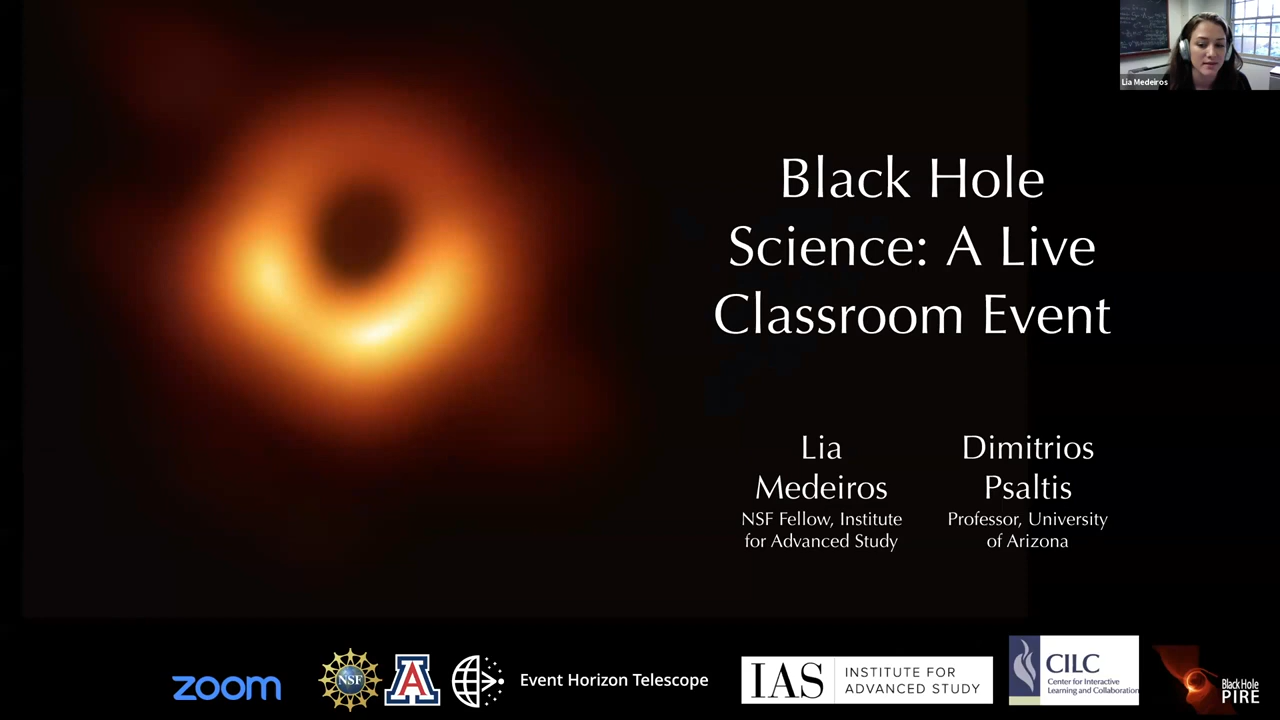 Lia Medeiros
Black Hole
Science: A Live
Classroom Event
Lia
Medeiros
NSF Fellow, Institute
for Advanced Study
Dimitrios
Psaltis
Professor, University
of Arizona
zoom
NSF
A
Event Horizon Telescope
IAS
INSTITUTE FOR
ADVANCED STUDY
CILC
Center for Interactive
Learning and Collaboration
Black Hole
PIRE